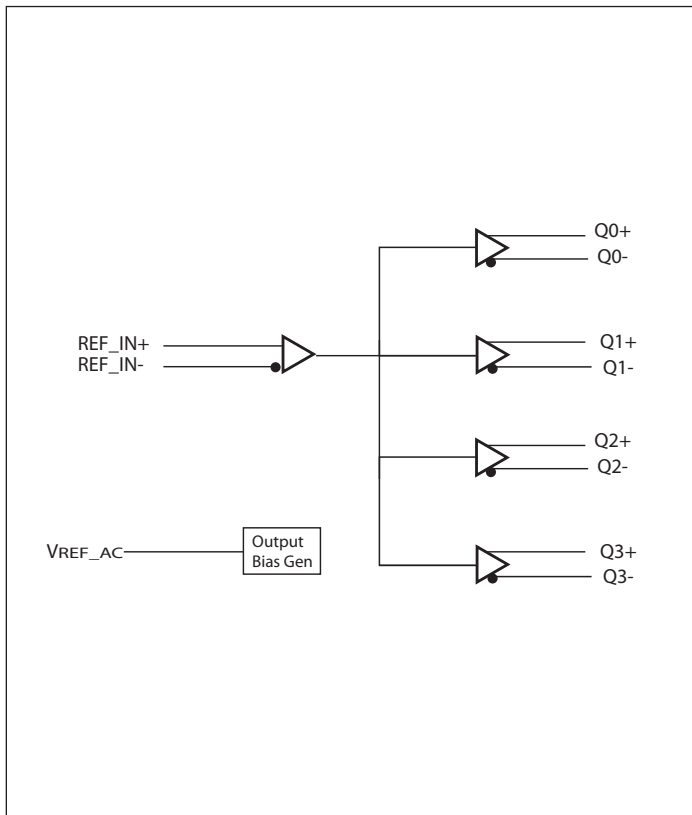 Q0+
Q0-
REF_IN+
REF_IN-
Q1+
Q1-
Q2+
Q2-
VREF_AC
Output
Bias Gen
Q3+
Q3-